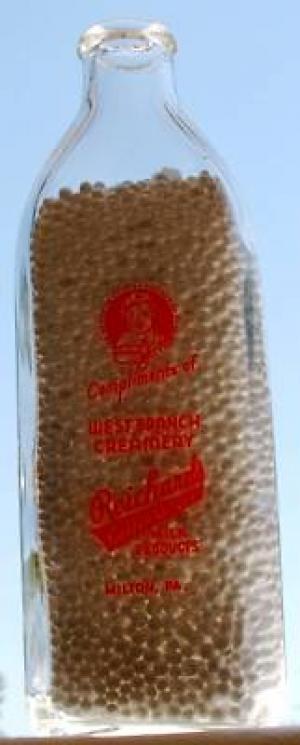 Compliments of
WEST BRANCH
CREAMERY
Reichard
PRODUCTS
MILTON, PA.